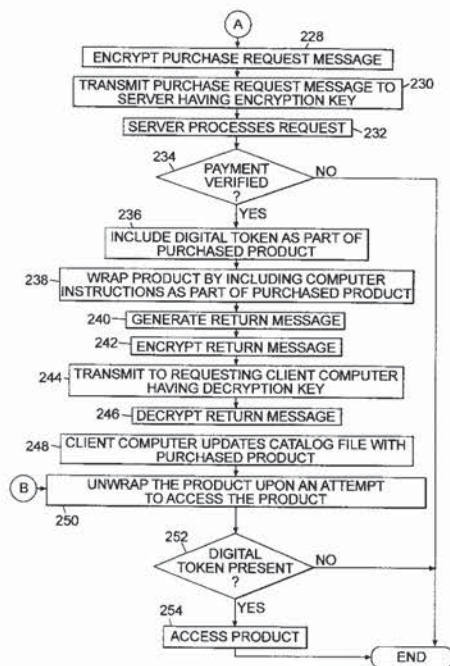 A
228
ENCRYPT PURCHASE REQUEST MESSAGE
TRANSMIT PURCHASE REQUEST MESSAGE TO
SERVER HAVING ENCRYPTION KEY
230
SERVER PROCESSES REQUEST
232
234
PAYMENT
VERIFIED
?
NO
YES
236
INCLUDE DIGITAL TOKEN AS PART OF
PURCHASED PRODUCT
238
WRAP PRODUCT BY INCLUDING COMPUTER
INSTRUCTIONS AS PART OF PURCHASED PRODUCT
240
GENERATE RETURN MESSAGE
242
ENCRYPT RETURN MESSAGE
244
TRANSMIT TO REQUESTING CLIENT COMPUTER
HAVING DECRYPTION KEY
246
DECRYPT RETURN MESSAGE
248
CLIENT COMPUTER UPDATES CATALOG FILE WITH
PURCHASED PRODUCT
B
UNWRAP THE PRODUCT UPON AN ATTEMPT
TO ACCESS THE PRODUCT
250
252
DIGITAL
TOKEN PRESENT
?
NO
YES
254
ACCESS PRODUCT
END